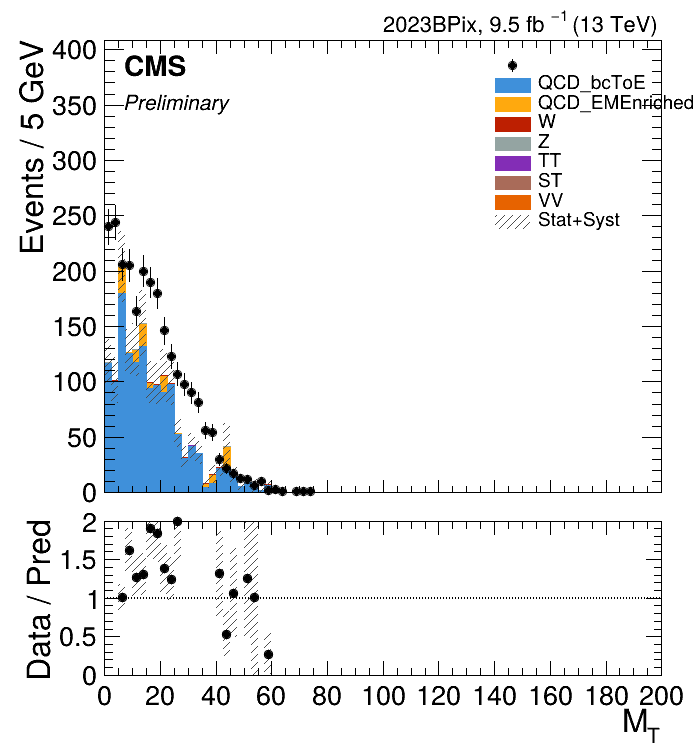 2023BPix, 9.5 fb⁻¹ (13 TeV)
CMS
Preliminary
QCD_bcToE
QCD_EMEnriched
W
Z
TT
ST
VV
Stat+Syst
Events / 5 GeV
400
350
300
250
200
150
100
50
0
Data / Pred
2
1.5
1
0.5
0
0 20 40 60 80 100 120 140 160 180 200
M_T